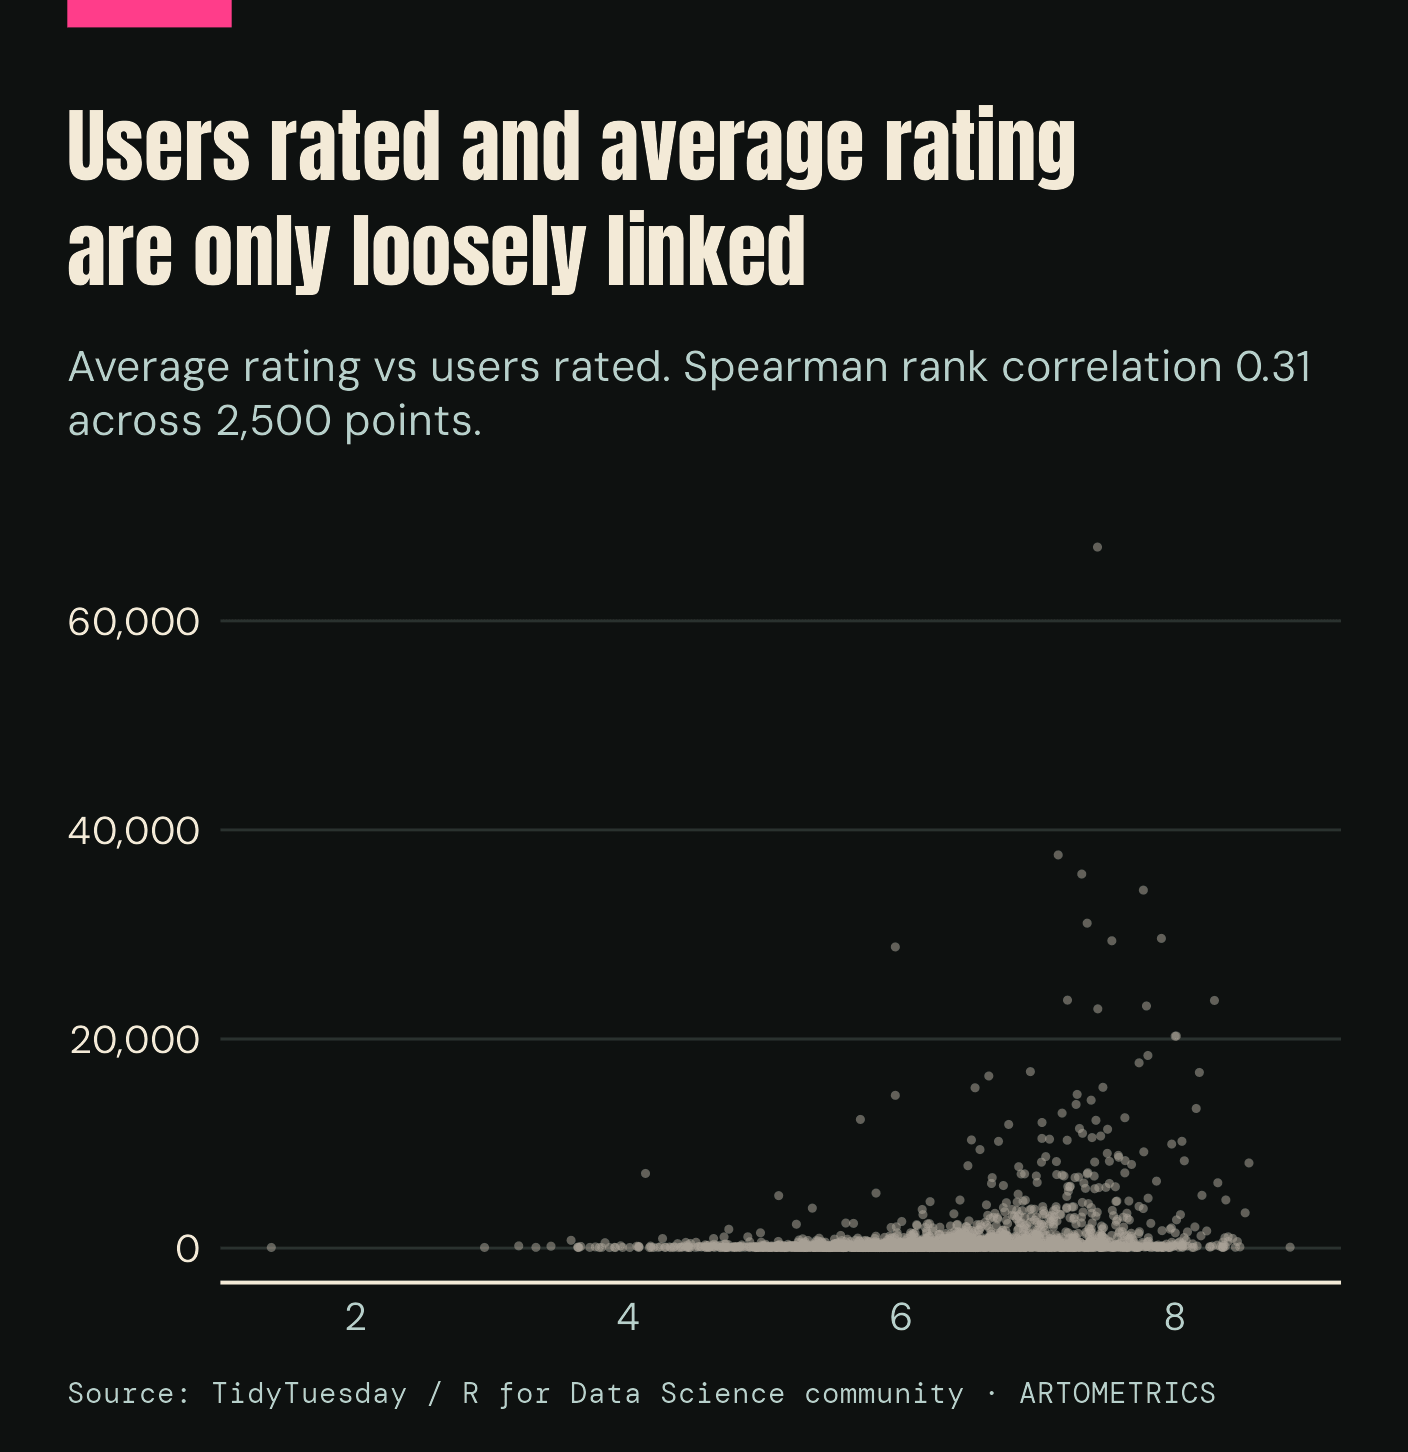 Users rated and average rating
are only loosely linked
Average rating vs users rated. Spearman rank correlation 0.31
across 2,500 points.
60,000
40,000
20,000
0
2 4 6 8
Source: TidyTuesday / R for Data Science community · ARTOMETRICS